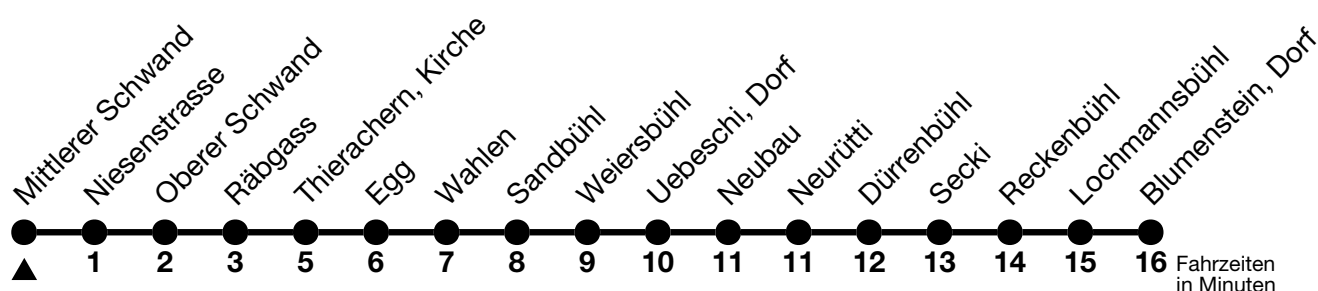 Mittlerer Schwand
Niesenstrasse
Oberer Schwand
Räbgass
Thierachern, Kirche
Egg
Wahlen
Sandbühl
Weiersbühl
Uebeschi, Dorf
Neubau
Neurütti
Dürrenbühl
Secki
Reckenbühl
Lochmannsbühl
Blumenstein, Dorf
1 2 3 5 6 7 8 9 10 11 11 12 13 14 15 16 Fahrzeiten
in Minuten